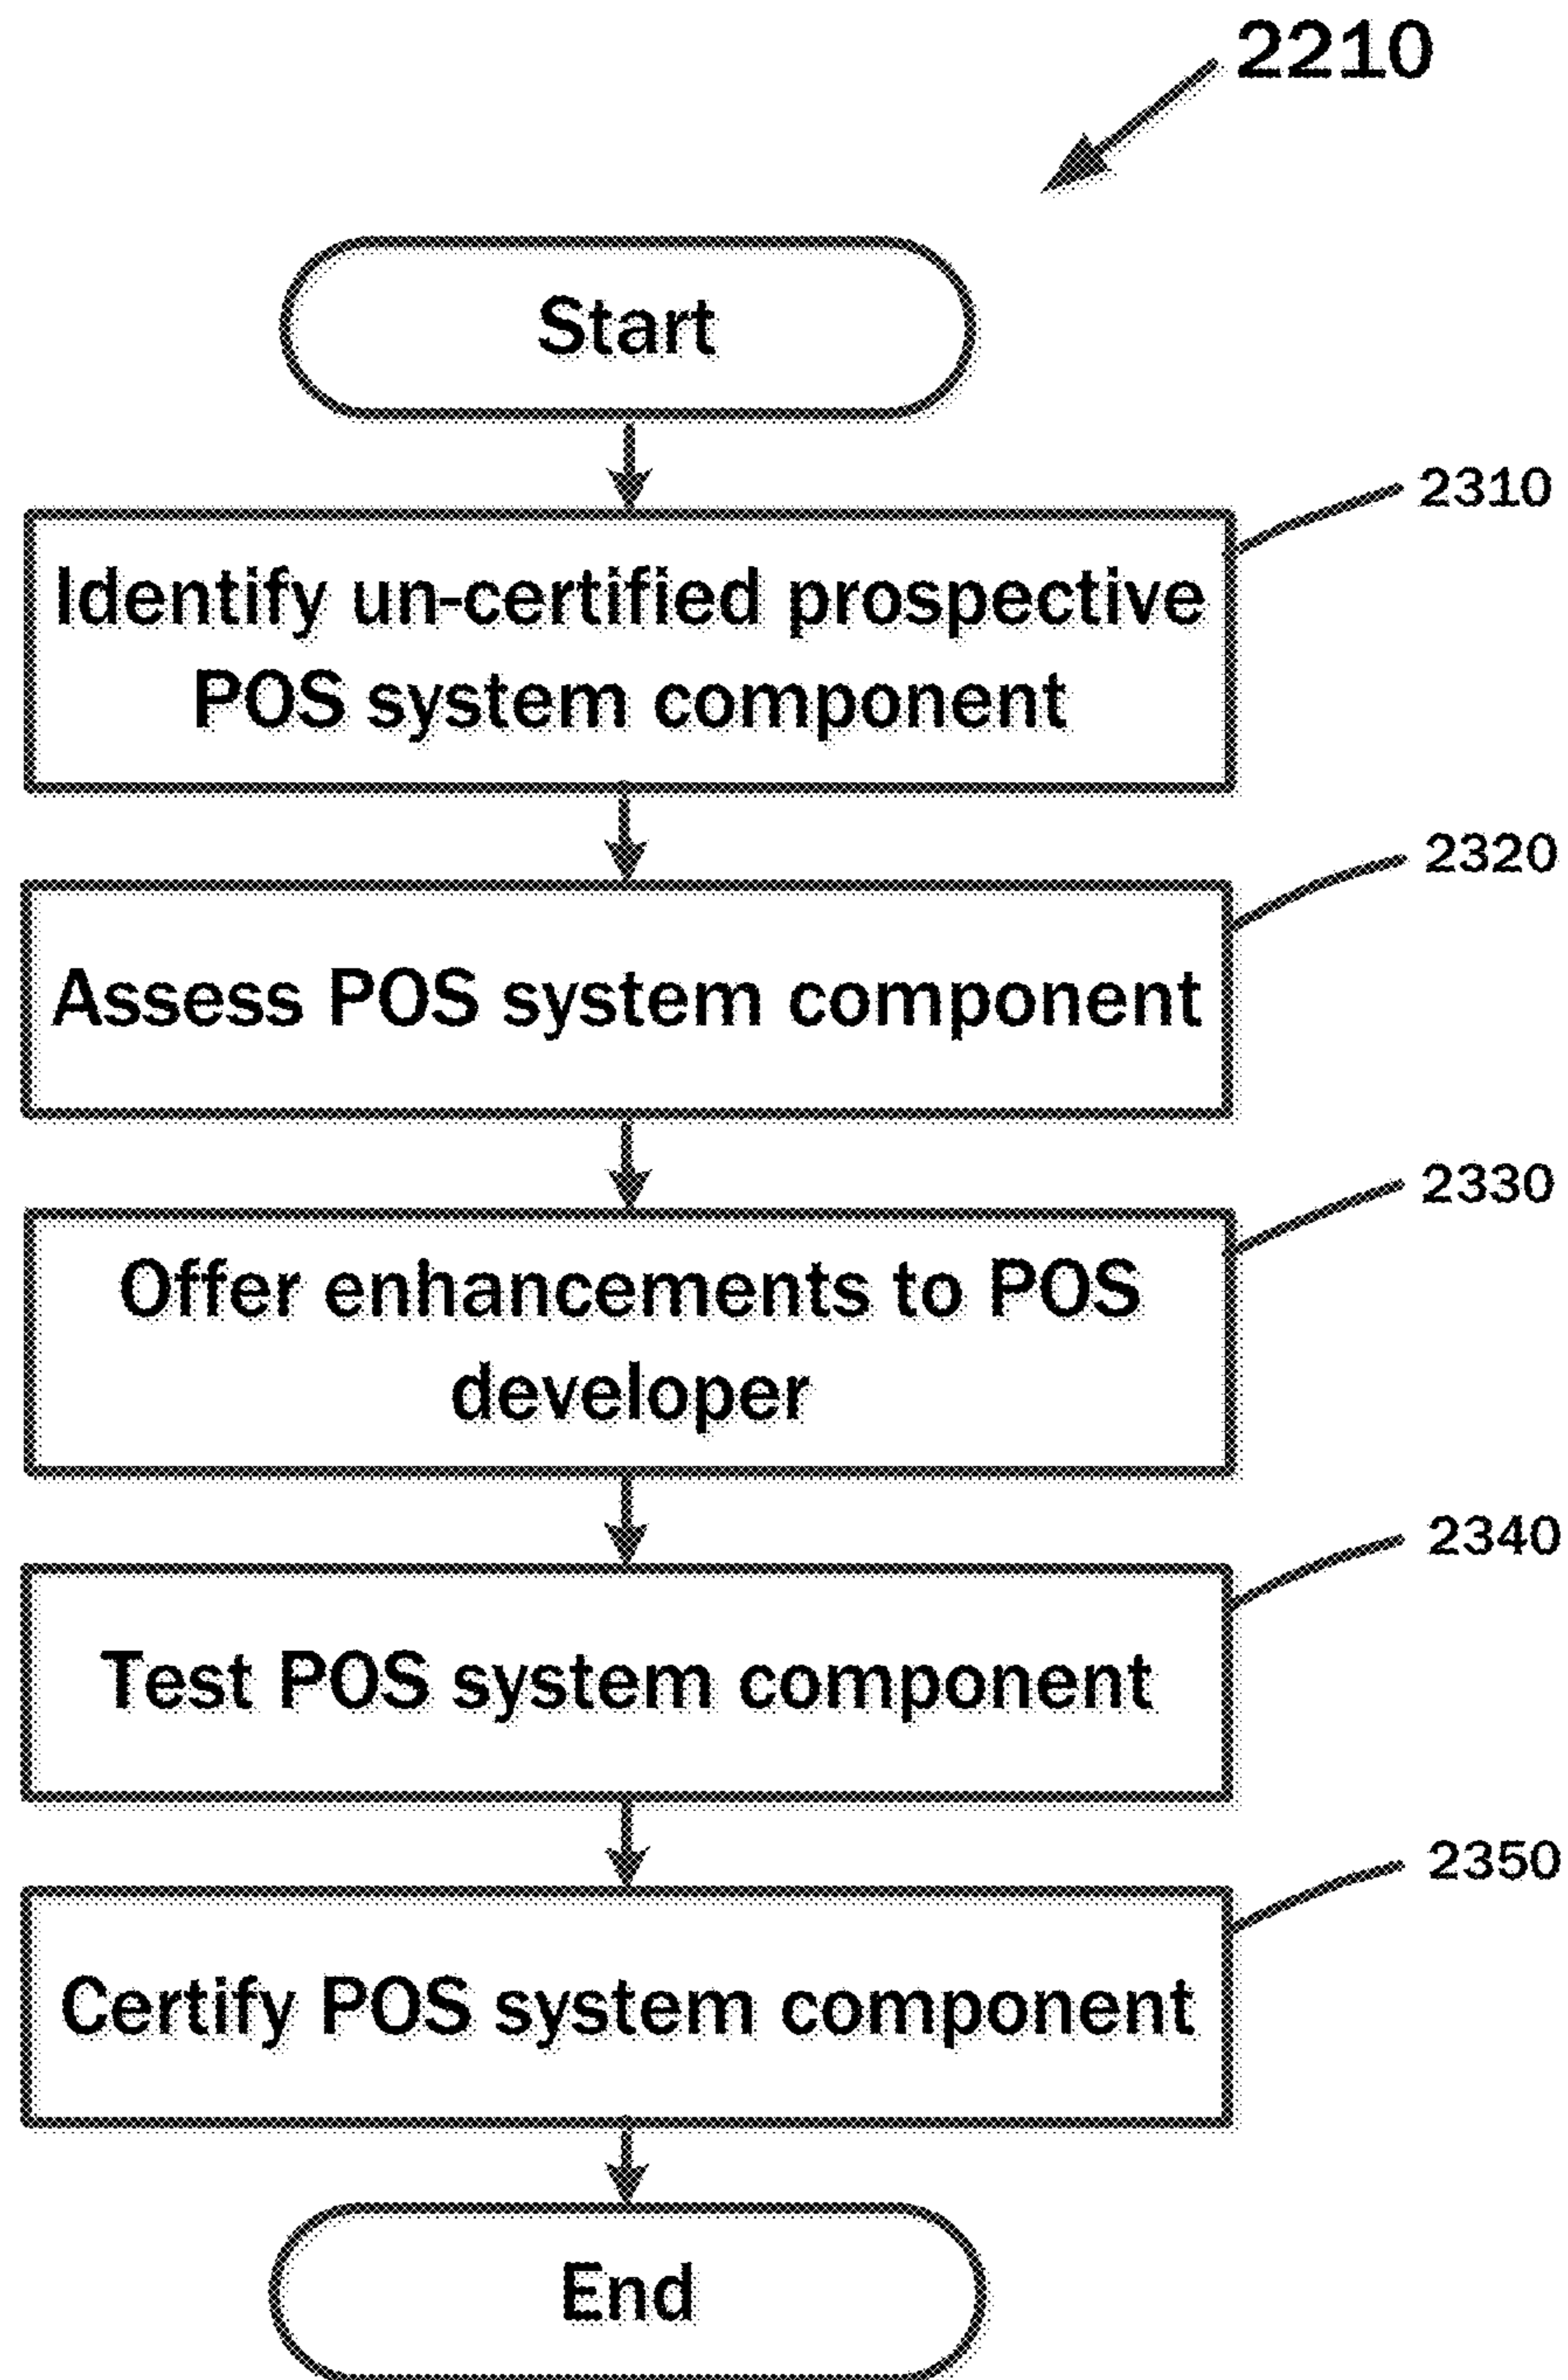 2210
Start
2310
Identify un-certified prospective
POS system component
2320
Assess POS system component
2330
Offer enhancements to POS
developer
2340
Test POS system component
2350
Certify POS system component
End